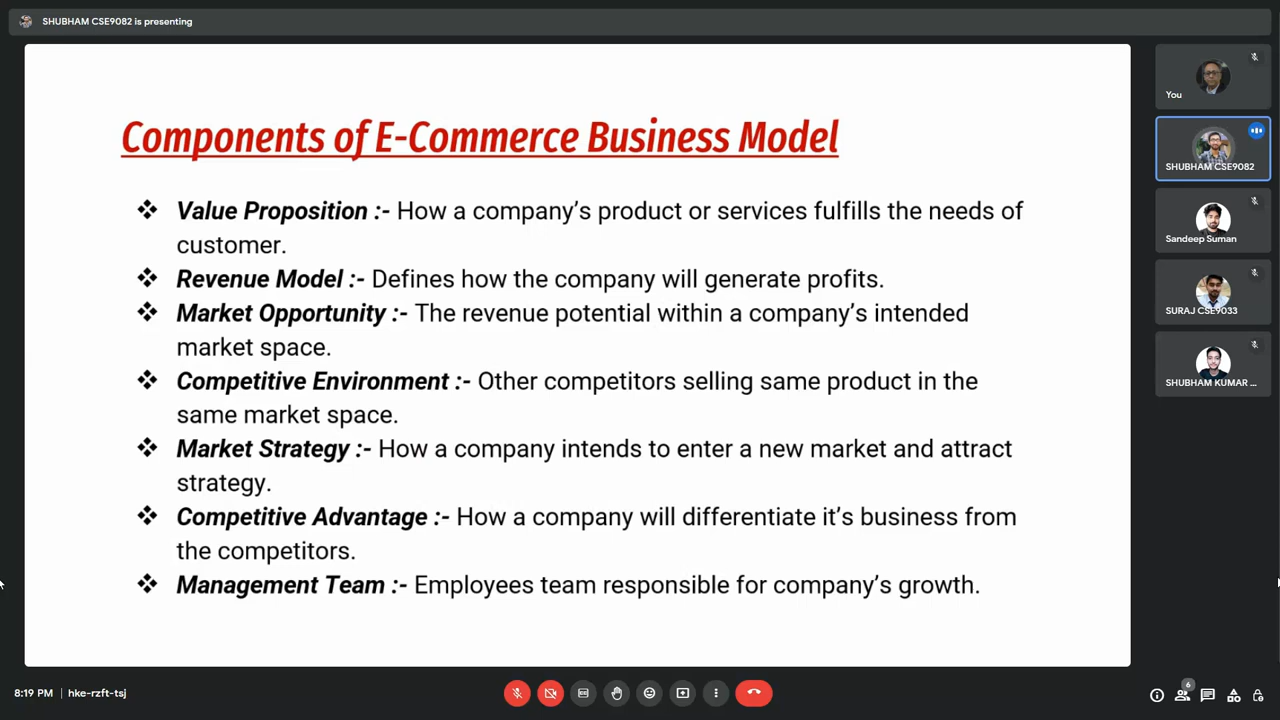 SHUBHAM CSE9082 is presenting
Components of E-Commerce Business Model
❖ Value Proposition :- How a company’s product or services fulfills the needs of
customer.
❖ Revenue Model :- Defines how the company will generate profits.
❖ Market Opportunity :- The revenue potential within a company’s intended
market space.
❖ Competitive Environment :- Other competitors selling same product in the
same market space.
❖ Market Strategy :- How a company intends to enter a new market and attract
strategy.
❖ Competitive Advantage :- How a company will differentiate it’s business from
the competitors.
❖ Management Team :- Employees team responsible for company’s growth.
You
SHUBHAM CSE9082
Sandeep Suman
SURAJ CSE9033
SHUBHAM KUMAR ...
8:19 PM | hke-rzft-tsj
6